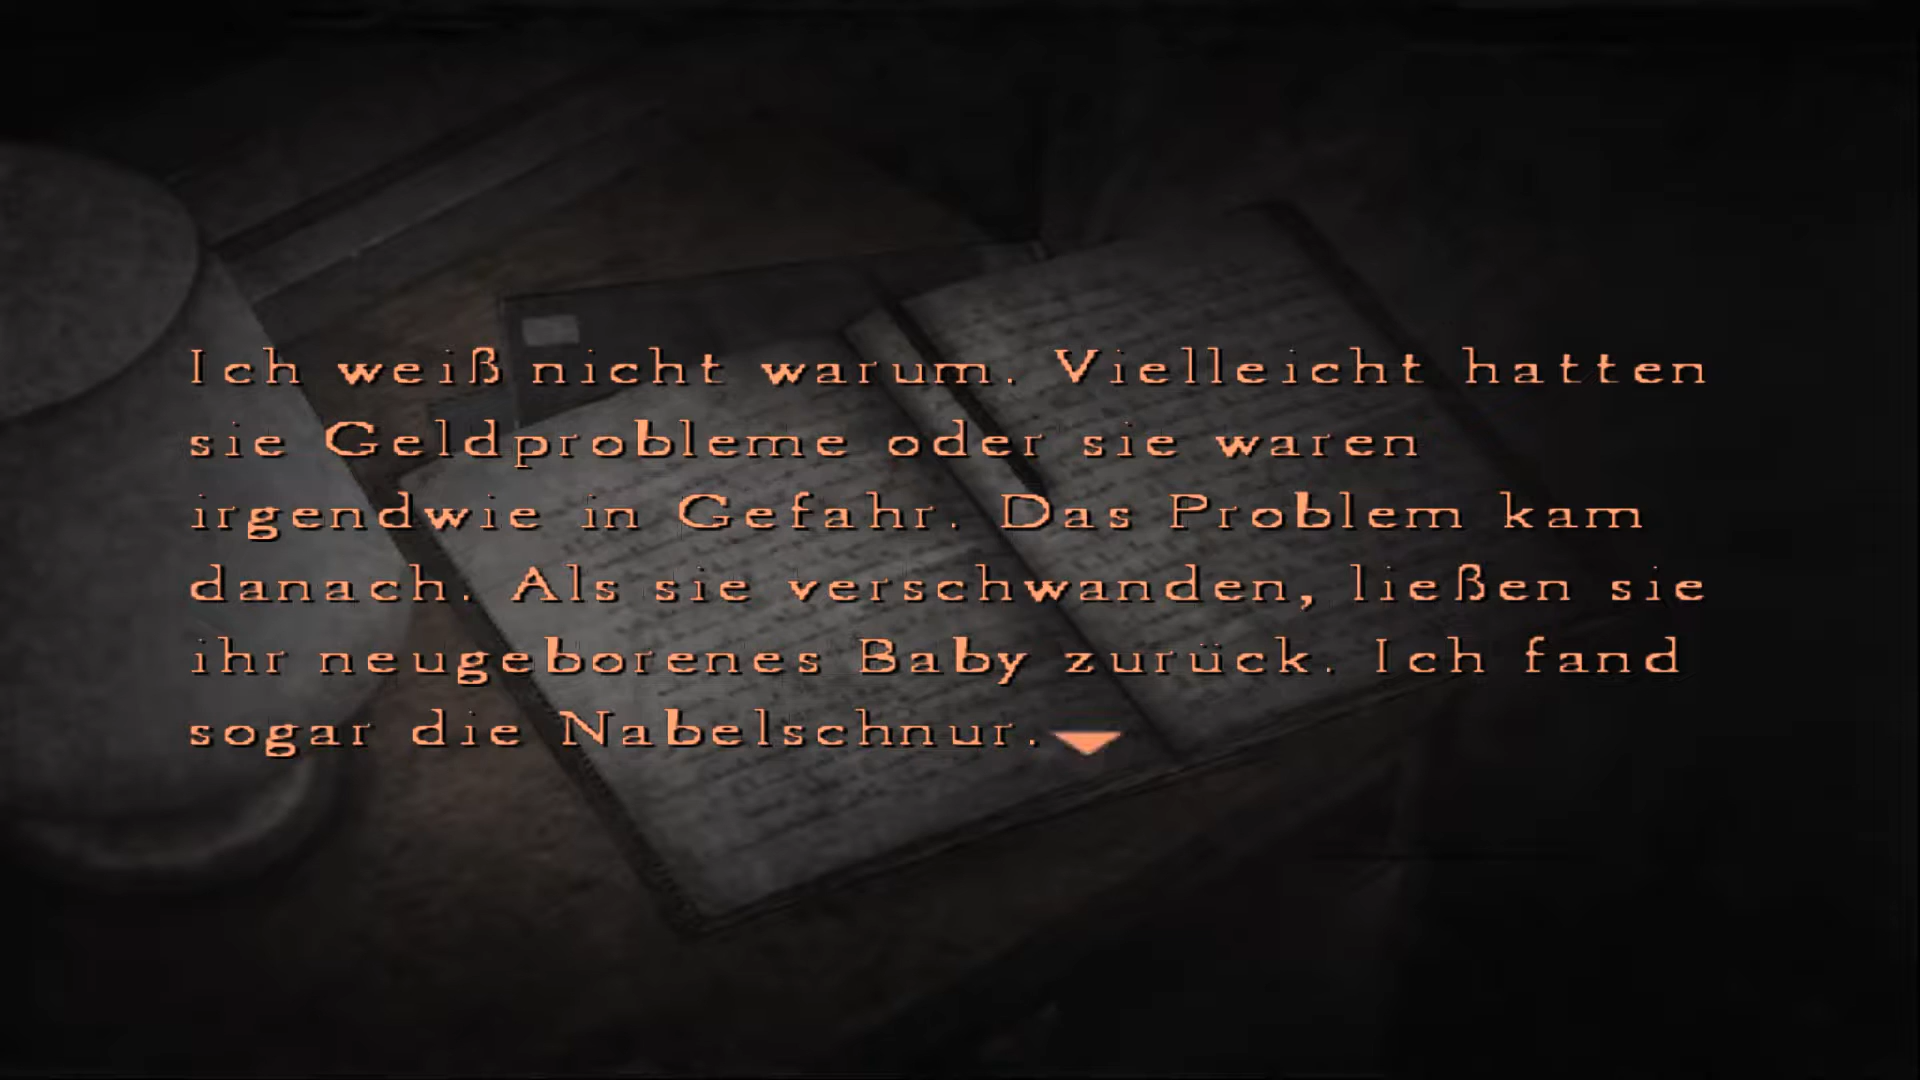 Ich weiß nicht warum. Vielleicht hatten
sie Geldprobleme oder sie waren
irgendwie in Gefahr. Das Problem kam
danach. Als sie verschwanden, ließen sie
ihr neugeborenes Baby zurück. Ich fand
sogar die Nabelschnur.